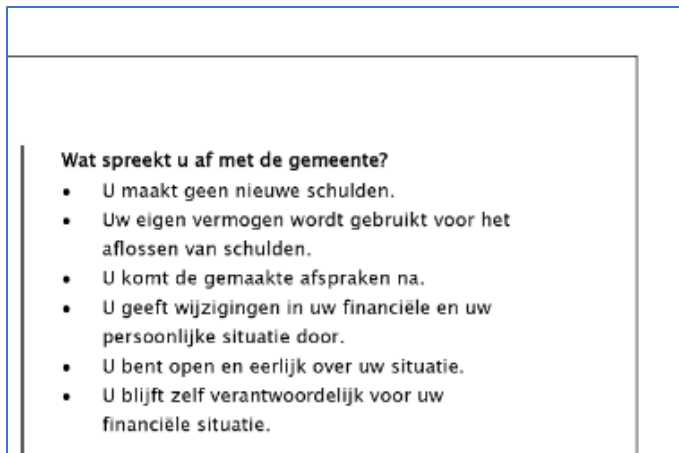 Wat spreekt u af met de gemeente?
• U maakt geen nieuwe schulden.
• Uw eigen vermogen wordt gebruikt voor het
aflossen van schulden.
• U komt de gemaakte afspraken na.
• U geeft wijzigingen in uw financiële en uw
persoonlijke situatie door.
• U bent open en eerlijk over uw situatie.
• U blijft zelf verantwoordelijk voor uw
financiële situatie.